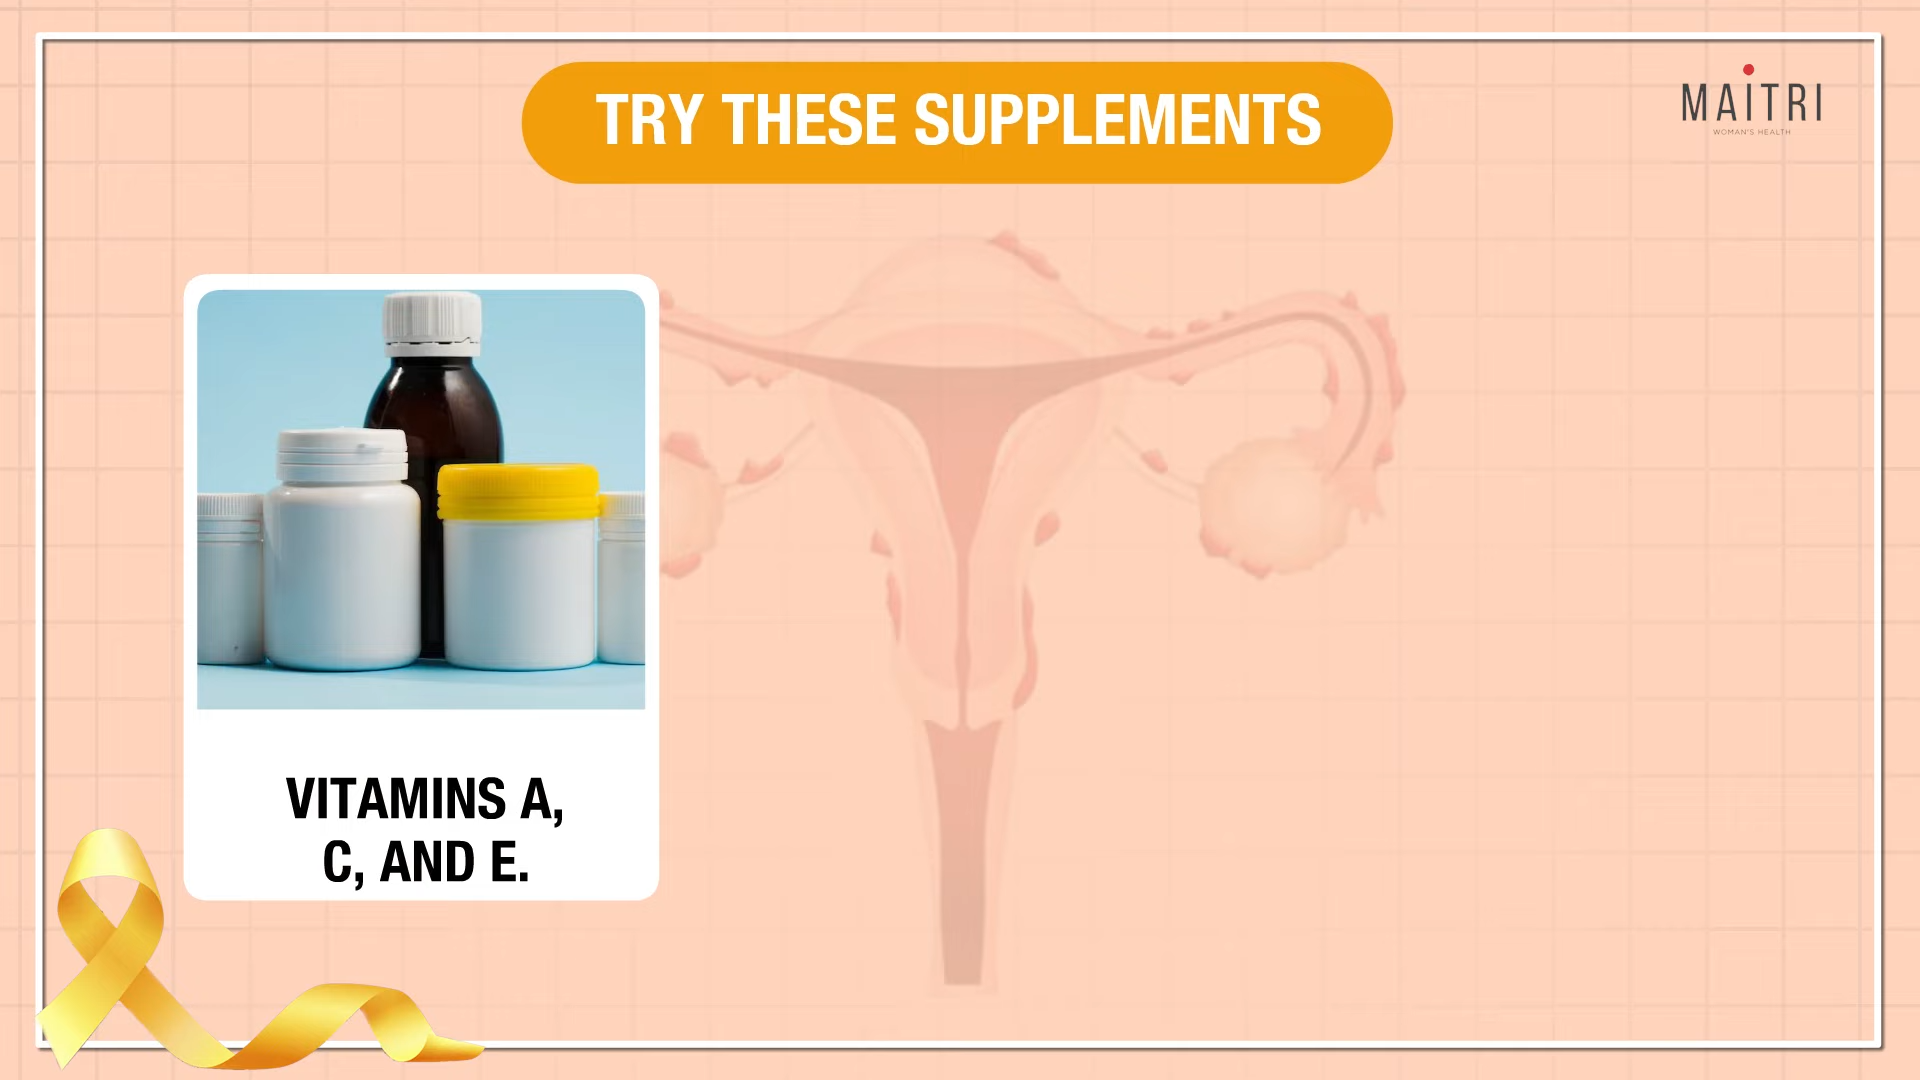 TRY THESE SUPPLEMENTS
MAITRI
WOMAN'S HEALTH
VITAMINS A,
C, AND E.